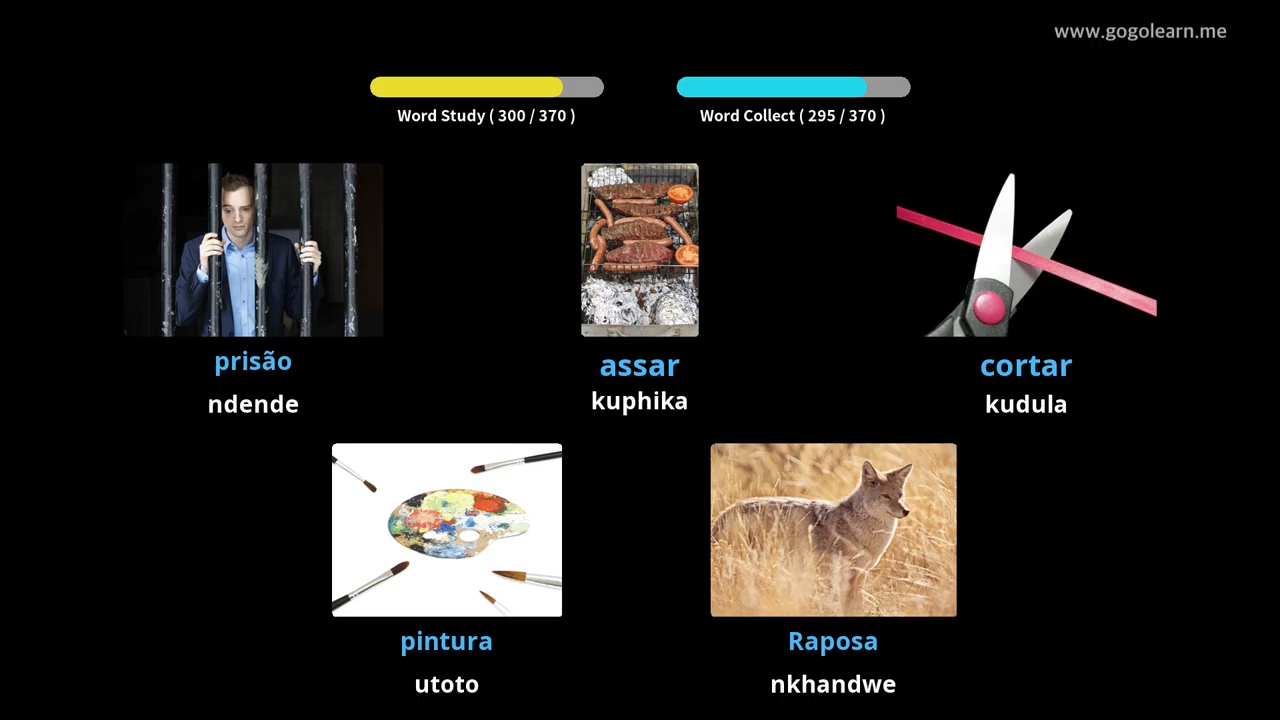 www.gogolearn.me
Word Study ( 300 / 370 )
Word Collect ( 295 / 370 )
prisão
ndende
assar
kuphika
cortar
kudula
pintura
utoto
Raposa
nkhandwe